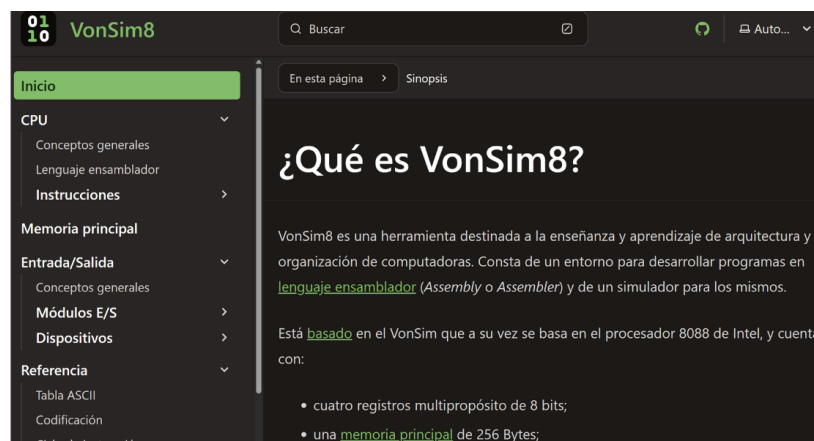 01
10
VonSim8
Buscar
Auto...
Inicio
CPU
Conceptos generales
Lenguaje ensamblador
Instrucciones
Memoria principal
Entrada/Salida
Conceptos generales
Módulos E/S
Dispositivos
Referencia
Tabla ASCII
Codificación
En esta página
Sinopsis
¿Qué es VonSim8?
VonSim8 es una herramienta destinada a la enseñanza y aprendizaje de arquitectura y
organización de computadoras. Consta de un entorno para desarrollar programas en
lenguaje ensamblador (Assembly o Assembler) y de un simulador para los mismos.
Está basado en el VonSim que a su vez se basa en el procesador 8088 de Intel, y cuenta
con:
• cuatro registros multipropósito de 8 bits;
• una memoria principal de 256 Bytes;